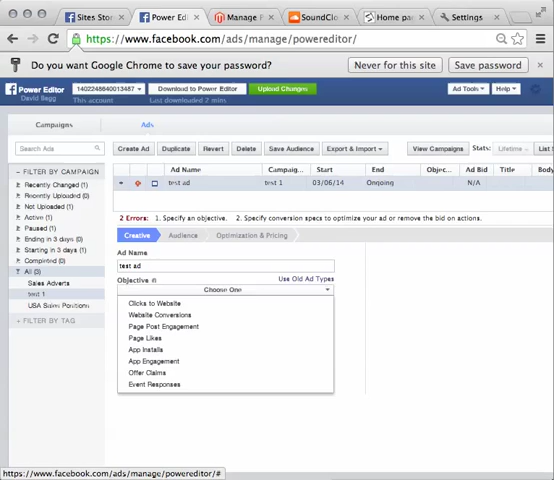 Sites Stor
Power Edi
Manage P
SoundClo
Home pag
Settings
https://www.facebook.com/ads/manage/powereditor/
Do you want Google Chrome to save your password?
Never for this site
Save password
Power Editor
David Begg
1402248640013487
This account
Download to Power Editor
Last downloaded 2 mins
Upload Changes
Ad Tools
Help
Campaigns
Ads
Search Ads
Create Ad
Duplicate
Revert
Delete
Save Audience
Export & Import
View Campaigns
Stats:
Lifetime
List S
FILTER BY CAMPAIGN
Recently Changed (1)
Recently Uploaded (0)
Not Uploaded (1)
Active (1)
Paused (1)
Ending in 3 days (0)
Starting in 3 days (1)
Completed (0)
All (3)
Sales Adverts
test 1
USA Sales Positions
FILTER BY TAG
Ad Name
Campaig...
Start
End
Objec...
Ad Bid
Title
Body
test ad
test 1
03/06/14
Ongoing
N/A
2 Errors: 1. Specify an objective. 2. Specify conversion specs to optimize your ad or remove the bid on actions.
Creative
Audience
Optimization & Pricing
Ad Name
test ad
Objective
Use Old Ad Types
Choose One
Clicks to Website
Website Conversions
Page Post Engagement
Page Likes
App Installs
App Engagement
Offer Claims
Event Responses
https://www.facebook.com/ads/manage/powereditor/#